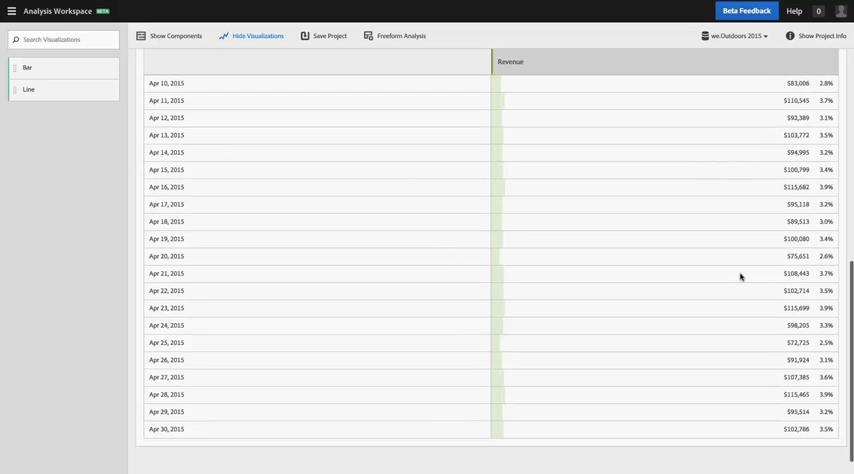 Analysis Workspace BETA
Beta Feedback Help 0
Search Visualizations
Show Components Hide Visualizations Save Project Freeform Analysis we.Outdoors 2015 Show Project Info
Bar
Line
Revenue
Apr 10, 2015 $83,006 2.8%
Apr 11, 2015 $110,545 3.7%
Apr 12, 2015 $92,389 3.1%
Apr 13, 2015 $103,772 3.5%
Apr 14, 2015 $94,995 3.2%
Apr 15, 2015 $100,799 3.4%
Apr 16, 2015 $115,682 3.9%
Apr 17, 2015 $95,118 3.2%
Apr 18, 2015 $89,513 3.0%
Apr 19, 2015 $100,080 3.4%
Apr 20, 2015 $75,651 2.6%
Apr 21, 2015 $108,443 3.7%
Apr 22, 2015 $102,714 3.5%
Apr 23, 2015 $115,699 3.9%
Apr 24, 2015 $98,205 3.3%
Apr 25, 2015 $72,725 2.5%
Apr 26, 2015 $91,924 3.1%
Apr 27, 2015 $107,385 3.6%
Apr 28, 2015 $115,465 3.9%
Apr 29, 2015 $95,514 3.2%
Apr 30, 2015 $102,786 3.5%